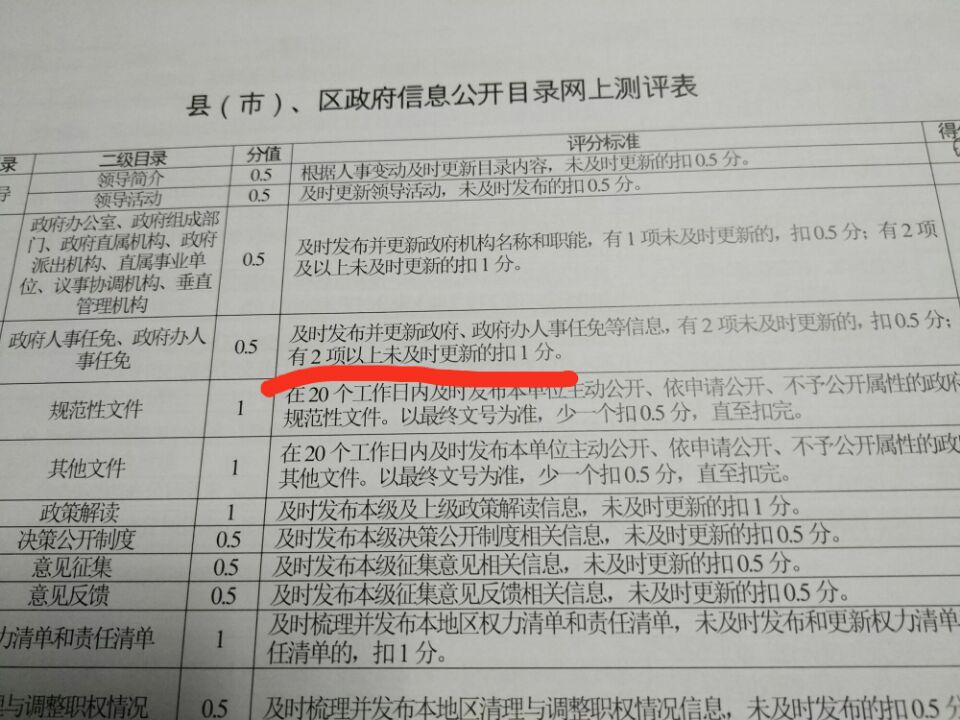 县（市）、区政府信息公开目录网上测评表
录 二级目录 分值 评分标准
导 领导简介 0.5 根据人事变动及时更新目录内容，未及时更新的扣0.5分。
领导活动 0.5 及时更新领导活动，未及时发布的扣0.5分。
政府办公室、政府组成部
门、政府直属机构、政府
派出机构、直属事业单
位、议事协调机构、垂直
管理机构
0.5
及时发布并更新政府机构名称和职能，有1项未及时更新的，扣0.5分；有2项
及以上未及时更新的扣1分。
政府人事任免、政府办人
事任免
0.5
及时发布并更新政府、政府办人事任免等信息，有2项未及时更新的，扣0.5分；
有2项以上未及时更新的扣1分。
规范性文件 1
在20个工作日内及时发布本单位主动公开、依申请公开、不予公开属性的政府
规范性文件。以最终文号为准，少一个扣0.5分，直至扣完。
其他文件 1
在20个工作日内及时发布本单位主动公开、依申请公开、不予公开属性的政
其他文件。以最终文号为准，少一个扣0.5分，直至扣完。
政策解读 1 及时发布本级及上级政策解读信息，未及时更新的扣1分。
决策公开制度 0.5 及时发布本级决策公开制度相关信息，未及时更新的扣0.5分。
意见征集 0.5 及时发布本级征集意见相关信息，未及时更新的扣0.5分。
意见反馈 0.5 及时发布本级征集意见反馈相关信息，未及时更新的扣0.5分。
力清单和责任清单 1
及时梳理并发布本地区权力清单和责任清单，未及时发布和更新权力清单
任清单的，扣1分。
理与调整职权情况 0.5 及时梳理并发布本地区清理与调整职权情况信息，未及时发布的扣0.5分